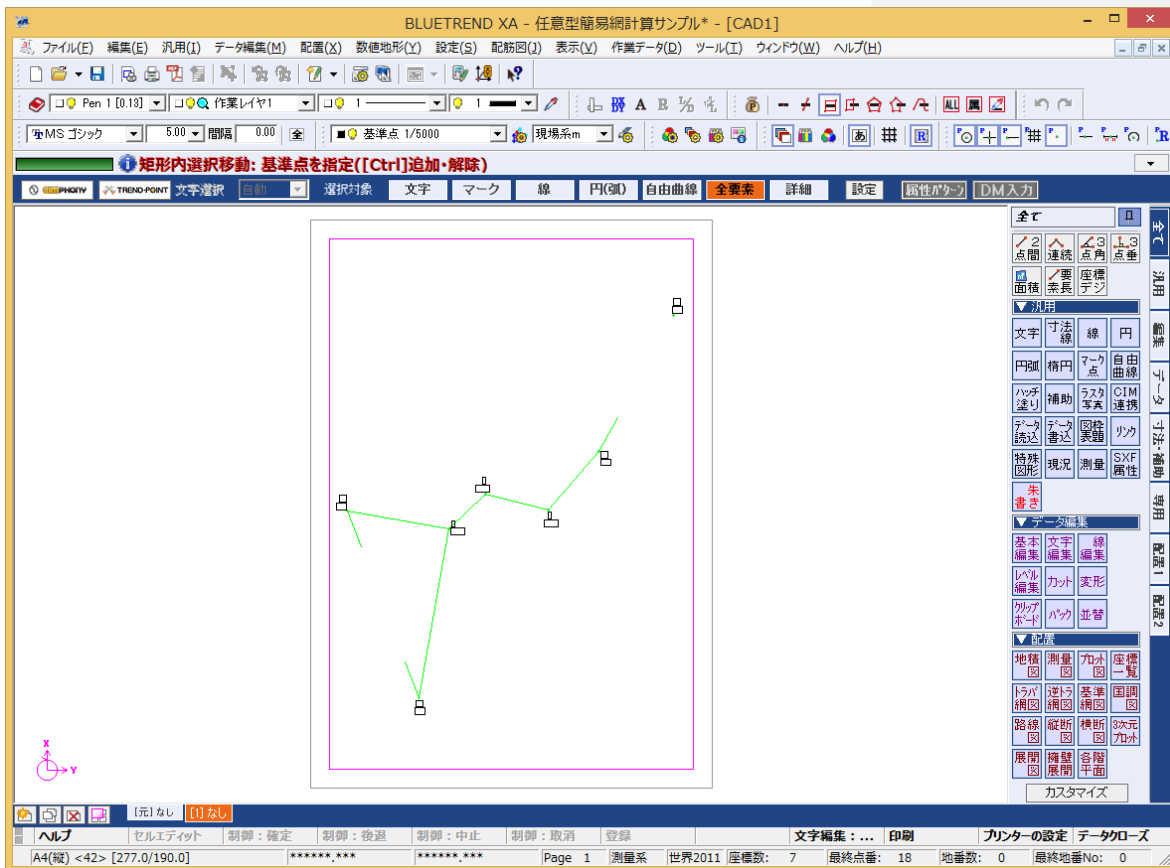 BLUETREND XA - 任意型簡易網計算サンプル* - [CAD1]
ファイル(F) 編集(E) 汎用(I) データ編集(M) 配置(X) 数値地形(Y) 設定(S) 配筋図(J) 表示(V) 作業データ(D) ツール(T) ウィンドウ(W) ヘルプ(H)
Pen 1 [0.13] 作業レイヤ1 1 1 A R ALL 属
MS ゴシック 5.00 間隔 0.00 全 基準点 1/5000 現場系m あ R
矩形内選択移動: 基準点を指定([Ctrl]追加・解除)
SimPHONY TREND-POINT 文字選択 自動 選択対象 文字 マーク 線 円(弧) 自由曲線 全要素 詳細 設定 属性パターン DM入力
全て
2点間 連続 3点角 3点垂
面積 要素長 座標デジ
▼ 汎用
文字 寸法線 線 円
円弧 楕円 マーク点 自由曲線
ハッチ塗り 補助 ラスタ写真 CIM連携
データ読込 データ書込 図枠表題 リンク
特殊図形 現況 測量 SXF属性
朱書き
▼ データ編集
基本編集 文字編集 線編集
レベル編集 カット 変形
クリップボード パック 並替
▼ 配置
地積図 測量図 プロット図 座標一覧
トラバ網図 逆トラ網図 基準網図 国調図
路線図 縦断図 横断図 3次元プロット
展開図 擁壁展開 各階平面
カスタマイズ
全て
汎用
編集
データ
寸法・補助
専用
配置1
配置2
X
Y
[元] なし [1] なし
ヘルプ セルエディット 制御：確定 制御：後退 制御：中止 制御：取消 登録 文字編集：... 印刷 プリンターの設定 データクローズ
A4(縦) <42> [277.0/190.0] ******.*** ******.*** Page 1 測量系 世界2011 座標数: 7 最終点番: 18 地番数: 0 最終地番No: 0